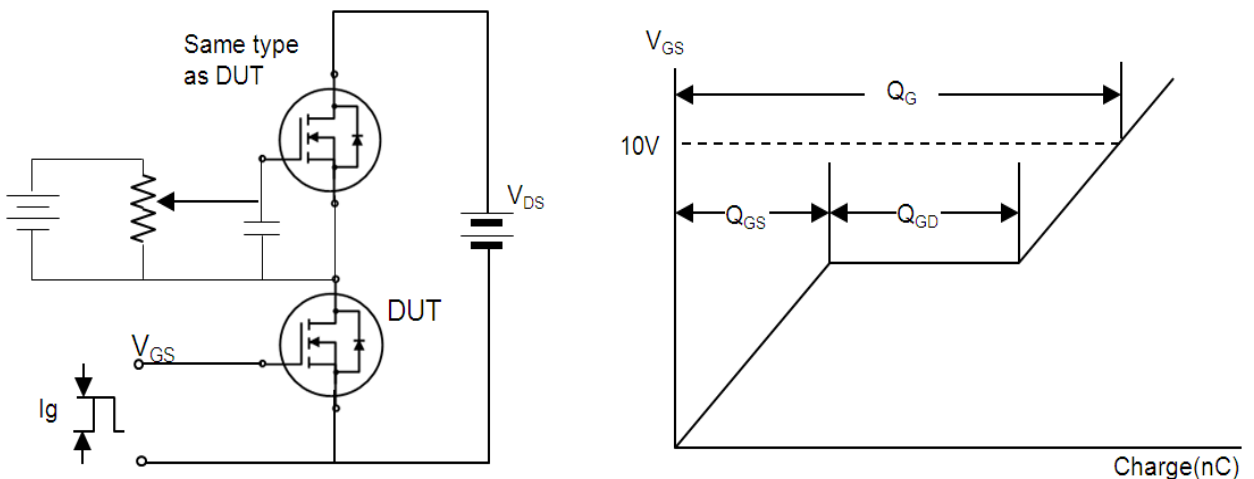 Same type
as DUT
V_DS
DUT
V_GS
Ig
V_GS
Q_G
10V
Q_GS
Q_GD
Charge(nC)